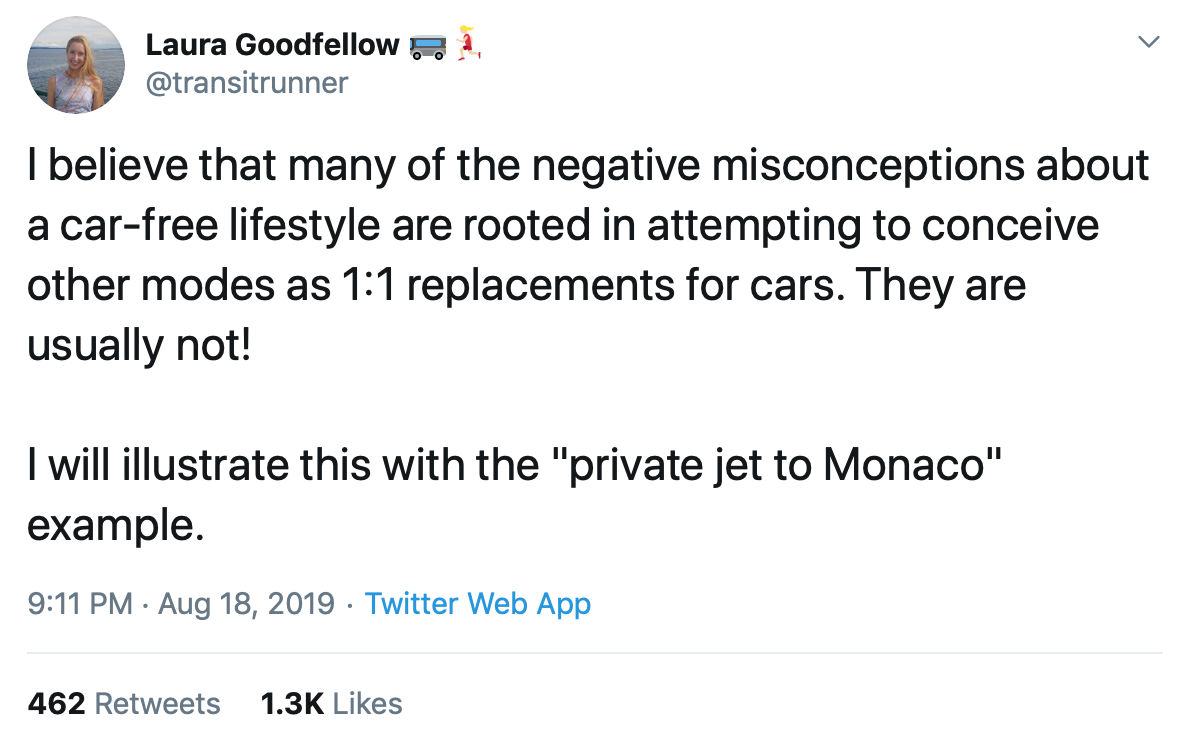 Laura Goodfellow 🚌🏃‍♀️
@transitrunner
I believe that many of the negative misconceptions about
a car-free lifestyle are rooted in attempting to conceive
other modes as 1:1 replacements for cars. They are
usually not!
I will illustrate this with the "private jet to Monaco"
example.
9:11 PM · Aug 18, 2019 · Twitter Web App
462 Retweets 1.3K Likes